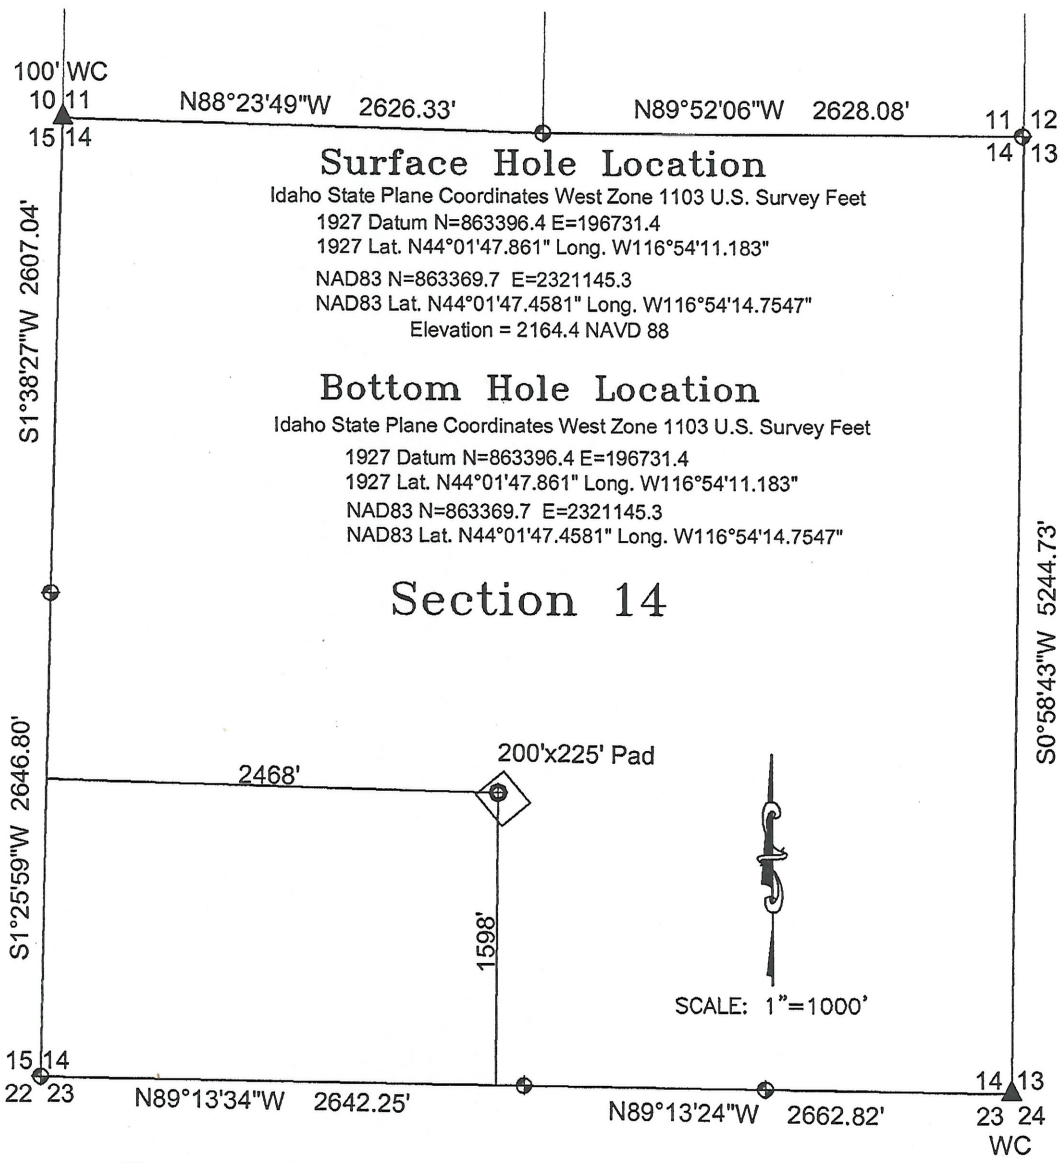 100' WC
10 11
15 14
N88°23'49"W 2626.33'
N89°52'06"W 2628.08'
11 12
14 13
Surface Hole Location
Idaho State Plane Coordinates West Zone 1103 U.S. Survey Feet
1927 Datum N=863396.4 E=196731.4
1927 Lat. N44°01'47.861" Long. W116°54'11.183"
NAD83 N=863369.7 E=2321145.3
NAD83 Lat. N44°01'47.4581" Long. W116°54'14.7547"
Elevation = 2164.4 NAVD 88
S1°38'27"W 2607.04'
Bottom Hole Location
Idaho State Plane Coordinates West Zone 1103 U.S. Survey Feet
1927 Datum N=863396.4 E=196731.4
1927 Lat. N44°01'47.861" Long. W116°54'11.183"
NAD83 N=863369.7 E=2321145.3
NAD83 Lat. N44°01'47.4581" Long. W116°54'14.7547"
Section 14
S0°58'43"W 5244.73'
S1°25'59"W 2646.80'
200'x225' Pad
2468'
1598'
SCALE: 1"=1000'
15 14
22 23
N89°13'34"W 2642.25'
N89°13'24"W 2662.82'
14 13
23 24
WC